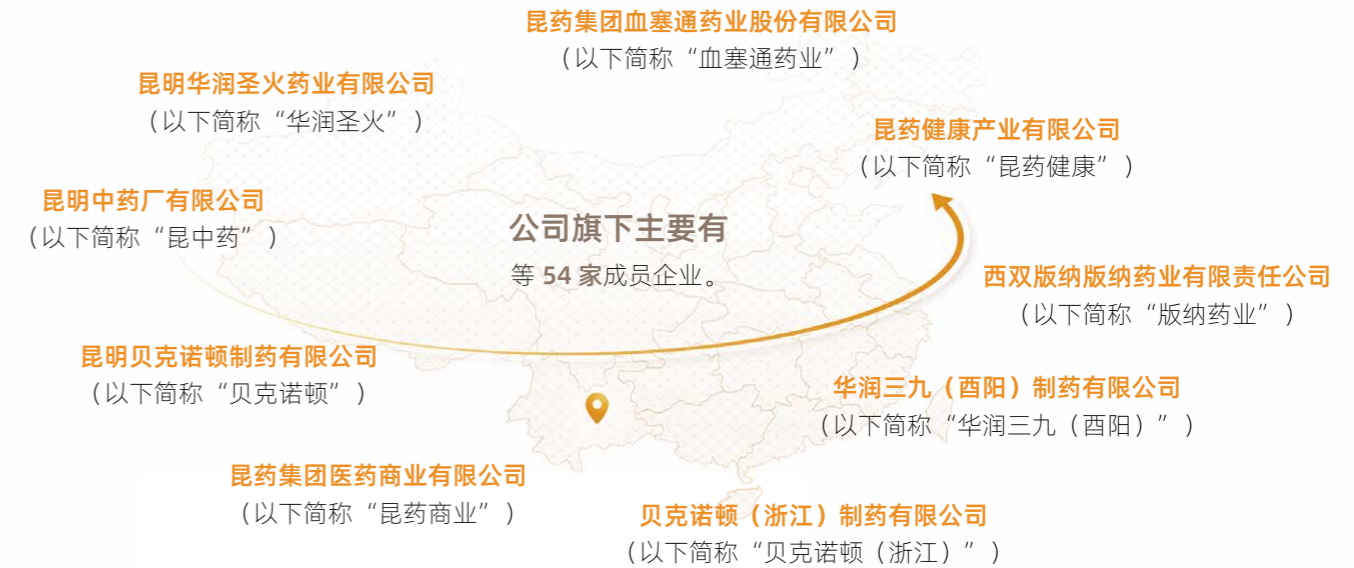 昆药集团血塞通药业股份有限公司
（以下简称“血塞通药业”）
昆明华润圣火药业有限公司
（以下简称“华润圣火”）
昆药健康产业有限公司
（以下简称“昆药健康”）
昆明中药厂有限公司
（以下简称“昆中药”）
公司旗下主要有
等 54 家成员企业。
西双版纳版纳药业有限责任公司
（以下简称“版纳药业”）
昆明贝克诺顿制药有限公司
（以下简称“贝克诺顿”）
华润三九（酉阳）制药有限公司
（以下简称“华润三九（酉阳）”）
昆药集团医药商业有限公司
（以下简称“昆药商业”）
贝克诺顿（浙江）制药有限公司
（以下简称“贝克诺顿（浙江）”）